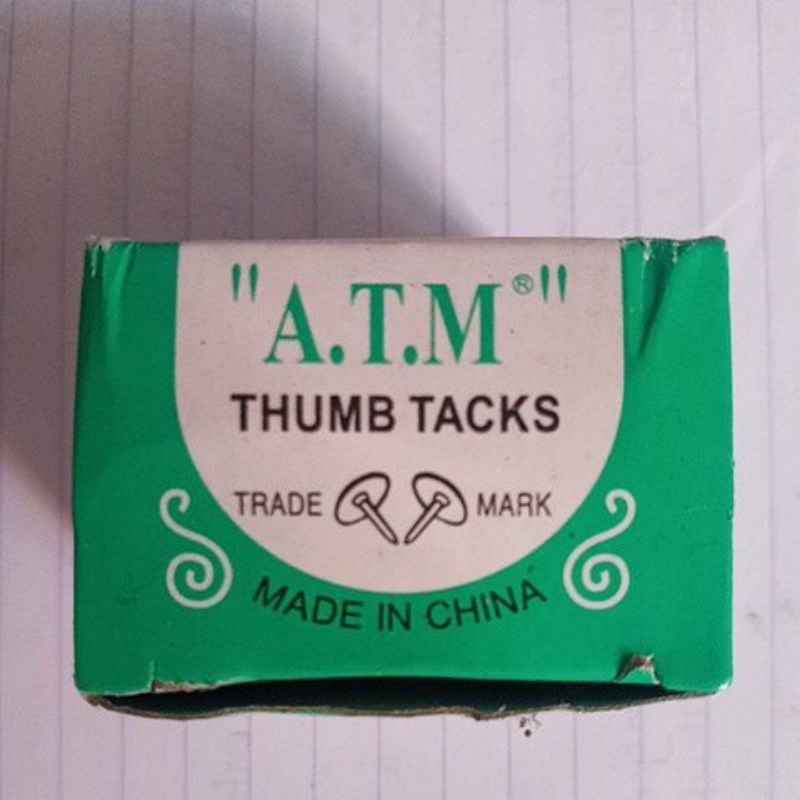 "A.T.M®"
THUMB TACKS
TRADE MARK
MADE IN CHINA